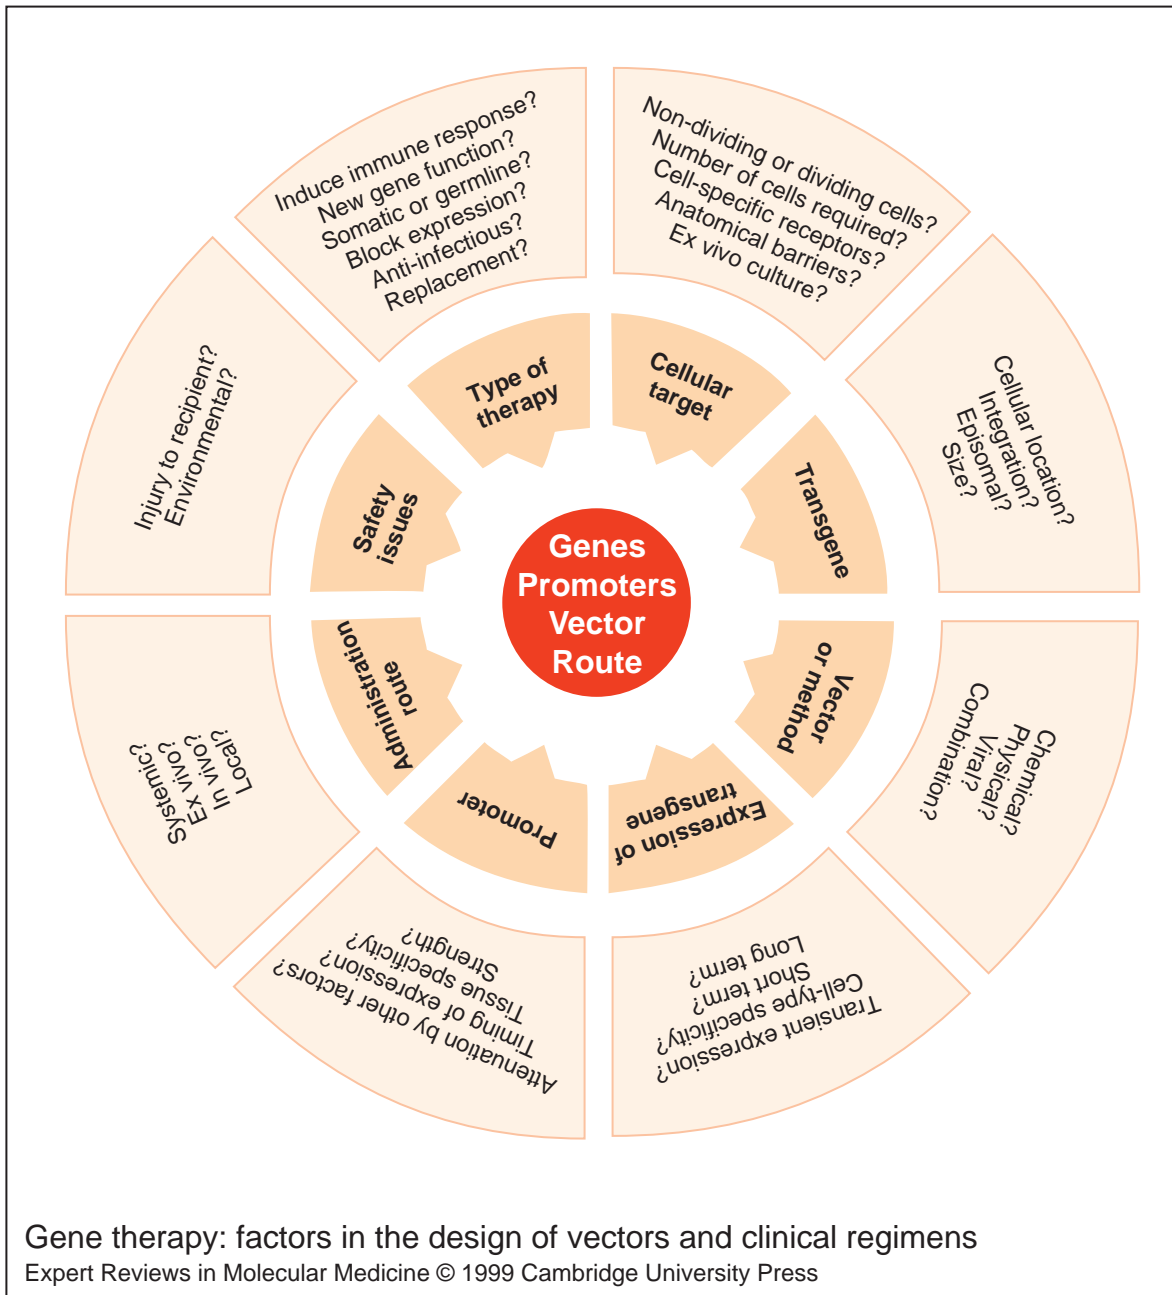 Induce immune response?
New gene function?
Somatic or germline?
Block expression?
Anti-infectious?
Replacement?
Non-dividing or dividing cells?
Number of cells required?
Cell-specific receptors?
Anatomical barriers?
Ex vivo culture?
Cellular location?
Integration?
Episomal?
Size?
Chemical?
Physical?
Viral?
Combination?
Transient expression?
Cell-type specificity?
Short term?
Long term?
Attenuation by other factors?
Timing of expression?
Tissue specificity?
Strength?
Systemic?
Ex vivo?
In vivo?
Local?
Injury to recipient?
Environmental?
Type of
therapy
Cellular
target
Transgene
Vector
or method
Expression of
transgene
Promoter
Administration
route
Safety
issues
Genes
Promoters
Vector
Route
Gene therapy: factors in the design of vectors and clinical regimens
Expert Reviews in Molecular Medicine © 1999 Cambridge University Press